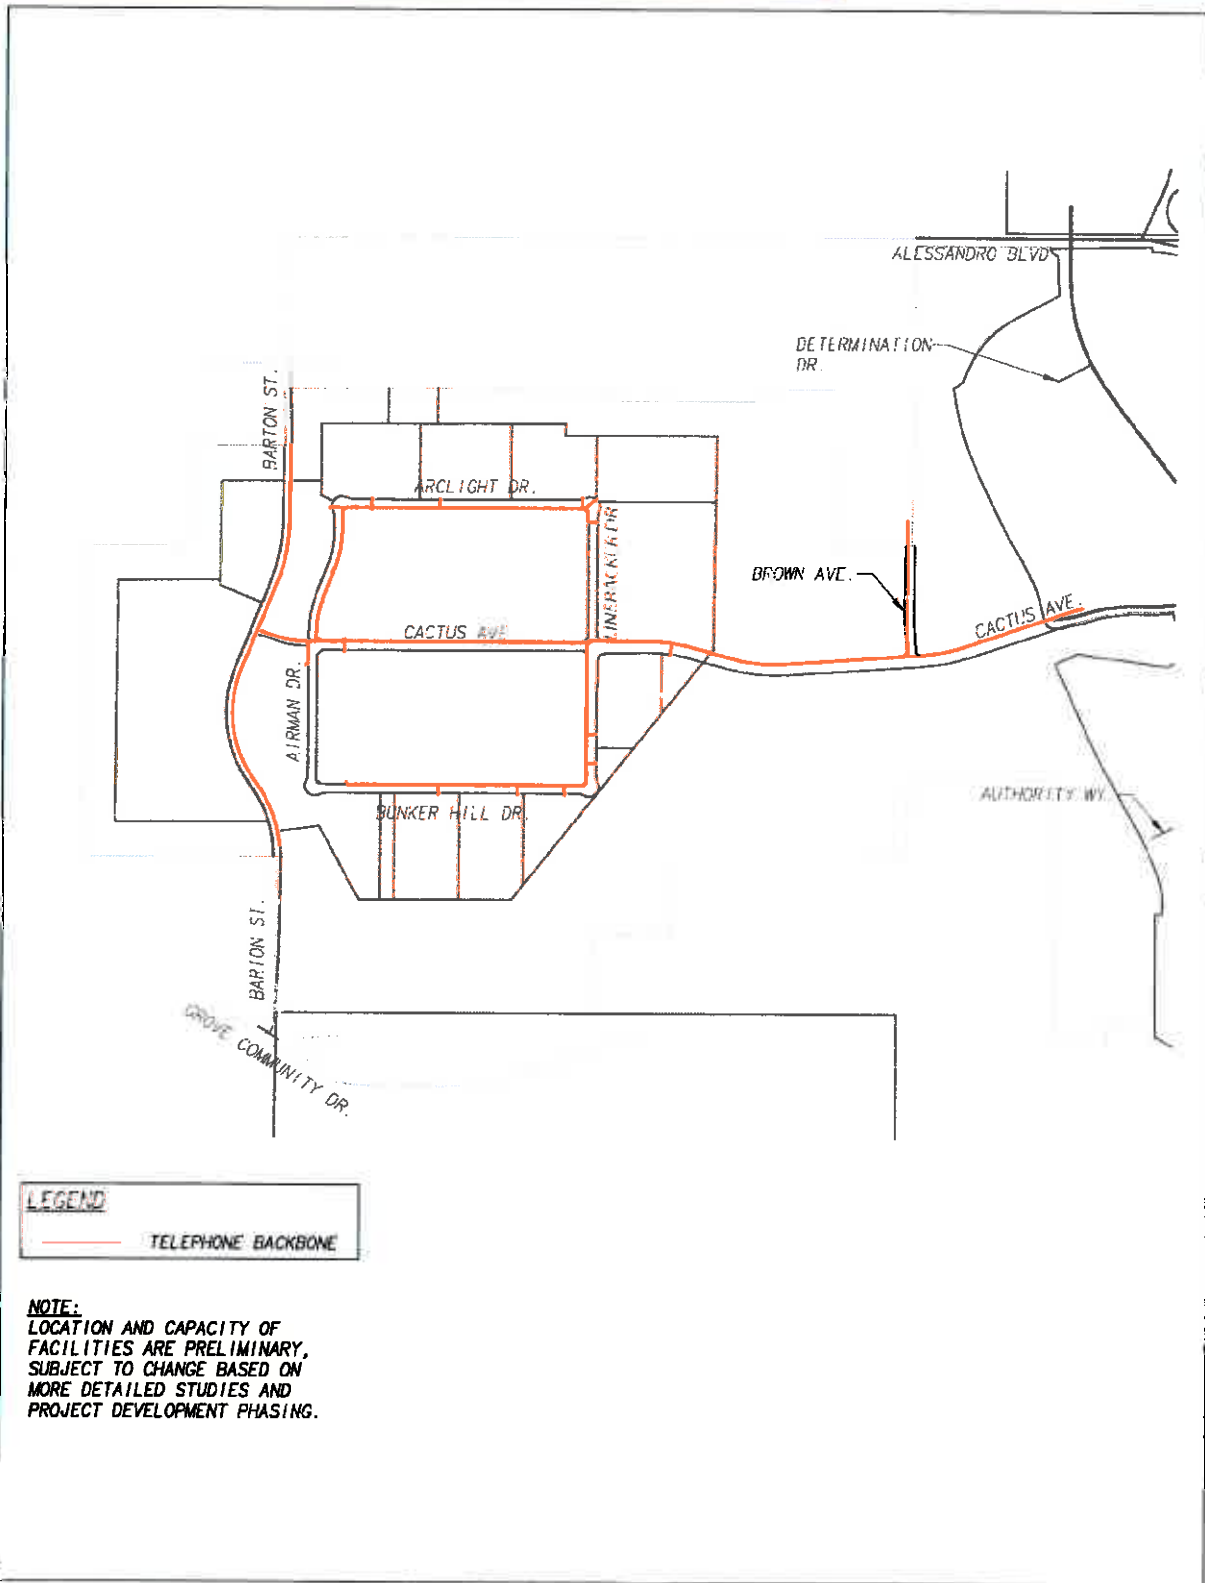 ALESSANDRO BLVD
DETERMINATION
DR.
BARTON ST.
ARCLIGHT DR.
LINEBACKER DR
BROWN AVE.
CACTUS AVE
CACTUS AVE.
AIRMAN DR.
AUTHORITY WY.
BUNKER HILL DR.
BARTON ST.
GROVE COMMUNITY DR.
LEGEND
TELEPHONE BACKBONE
NOTE:
LOCATION AND CAPACITY OF
FACILITIES ARE PRELIMINARY,
SUBJECT TO CHANGE BASED ON
MORE DETAILED STUDIES AND
PROJECT DEVELOPMENT PHASING.